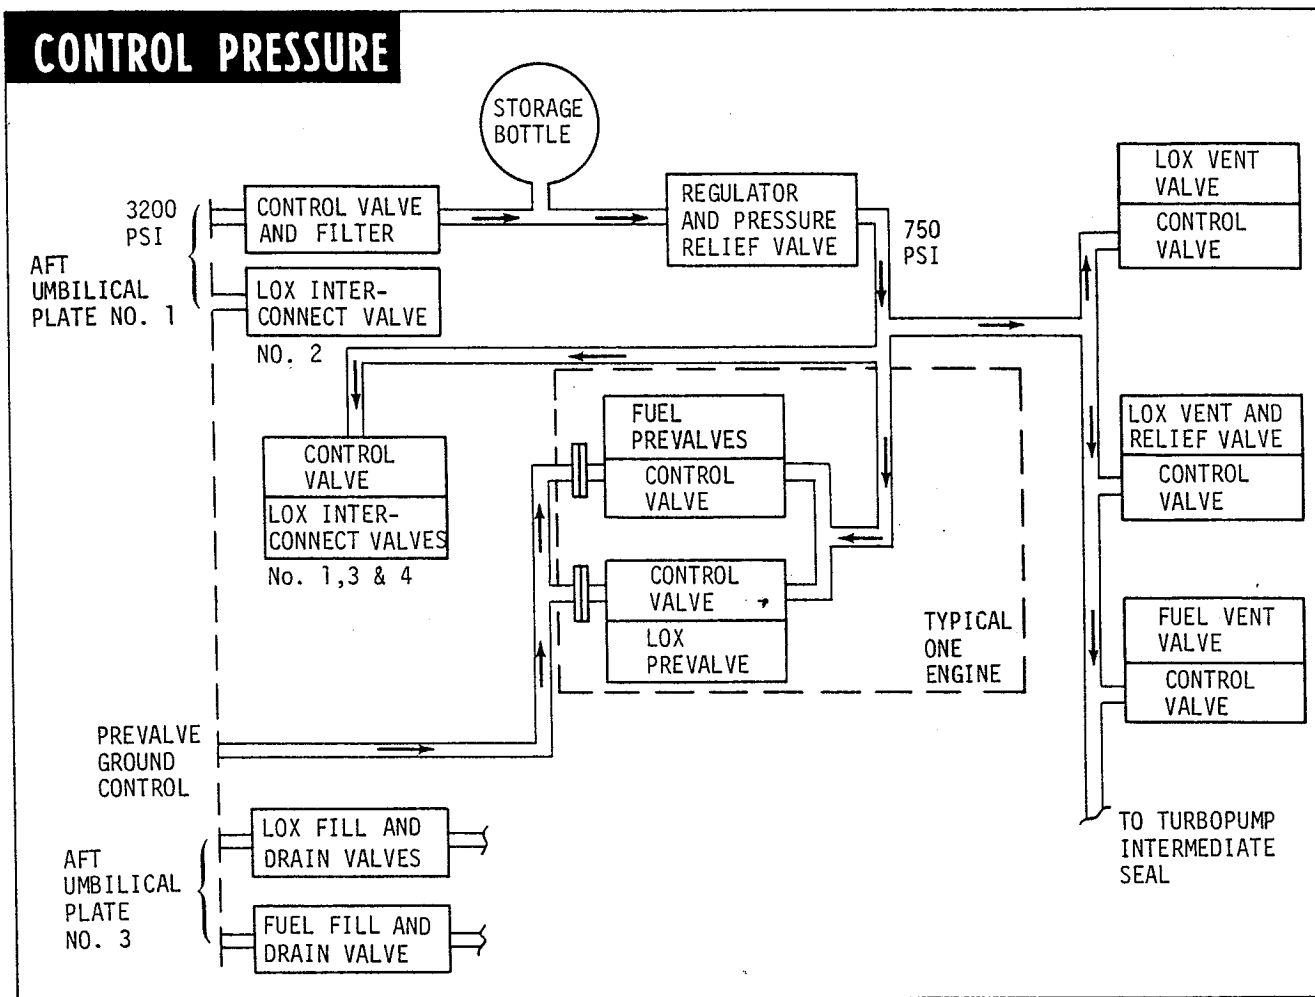 CONTROL PRESSURE
STORAGE
BOTTLE
3200
PSI
CONTROL VALVE
AND FILTER
REGULATOR
AND PRESSURE
RELIEF VALVE
750
PSI
LOX VENT
VALVE
CONTROL
VALVE
AFT
UMBILICAL
PLATE NO. 1
LOX INTER-
CONNECT VALVE
NO. 2
CONTROL
VALVE
LOX INTER-
CONNECT VALVES
No. 1,3 & 4
FUEL
PREVALVES
CONTROL
VALVE
CONTROL
VALVE
LOX
PREVALVE
TYPICAL
ONE
ENGINE
LOX VENT AND
RELIEF VALVE
CONTROL
VALVE
FUEL VENT
VALVE
CONTROL
VALVE
PREVALVE
GROUND
CONTROL
AFT
UMBILICAL
PLATE
NO. 3
LOX FILL AND
DRAIN VALVES
FUEL FILL AND
DRAIN VALVE
TO TURBOPUMP
INTERMEDIATE
SEAL